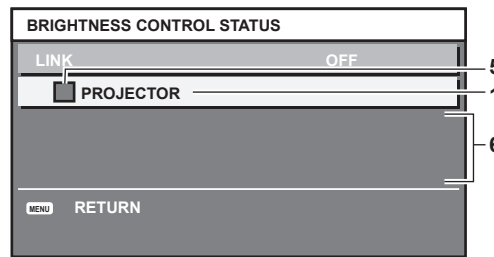 BRIGHTNESS CONTROL STATUS
LINK OFF
5
PROJECTOR 1
6
MENU RETURN